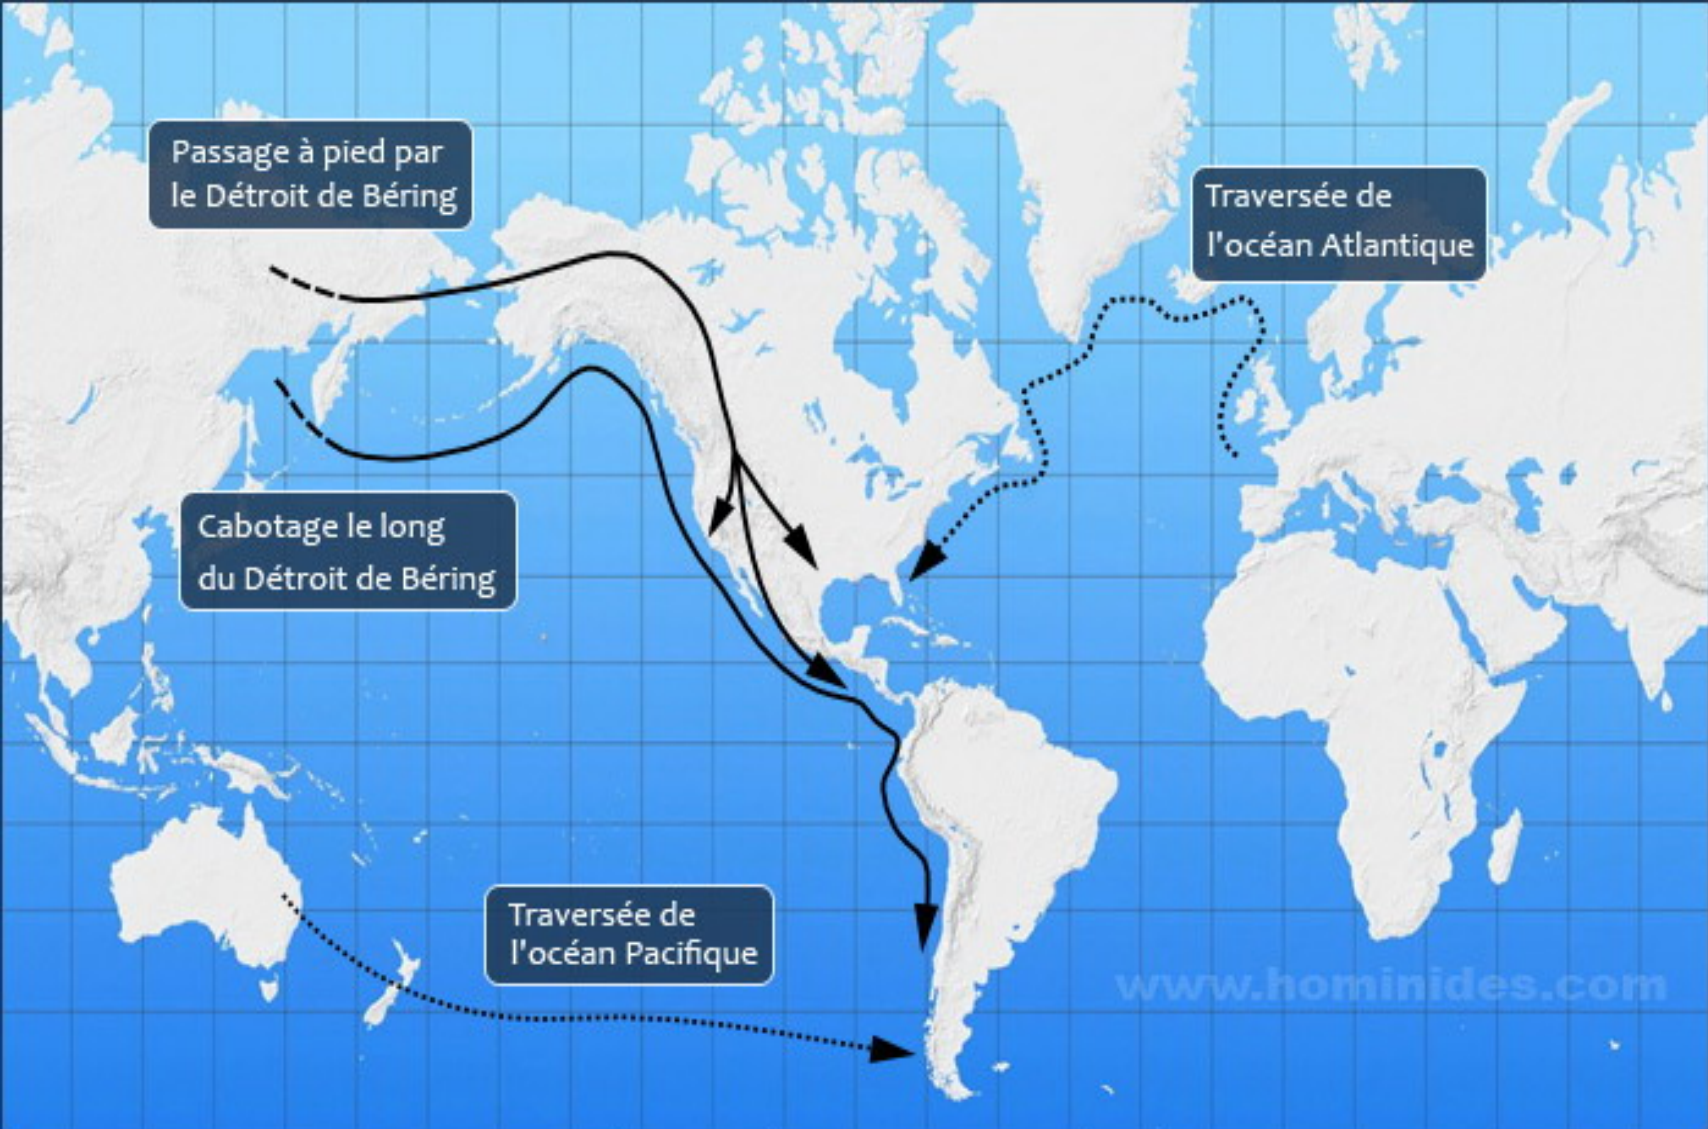 Passage à pied par
le Détroit de Béring
Traversée de
l'océan Atlantique
Cabotage le long
du Détroit de Béring
Traversée de
l'océan Pacifique
www.hominides.com